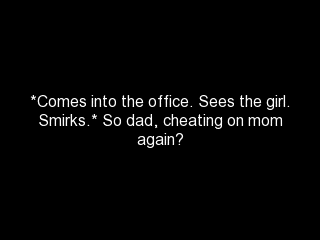 *Comes into the office. Sees the girl.
Smirks.* So dad, cheating on mom
again?